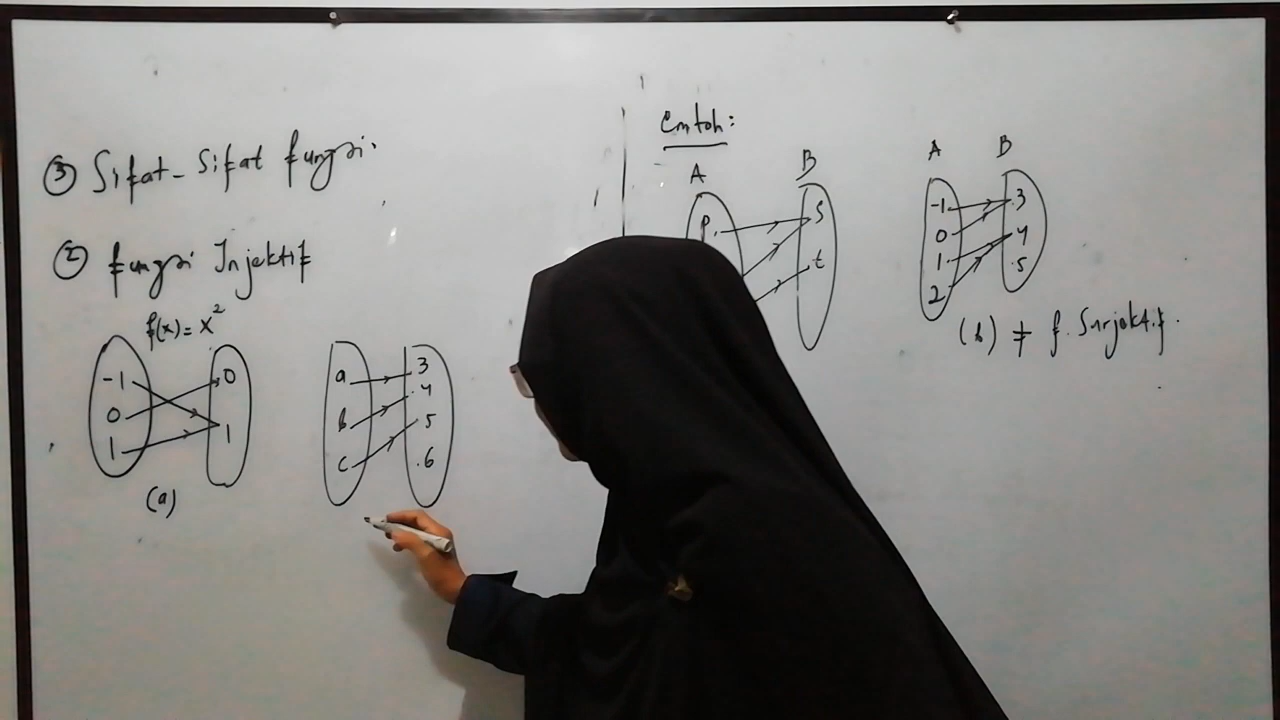 ③ Sifat-Sifat fungsi.
② fungsi Injektif
f(x) = x²
-1 0
0 1
1
(a)
a 3
b .4
c 5
.6
Contoh:
A B
p. s
t
A B
-1 .3
0 4
1 .5
2
(b) ≠ f. Surjektif.